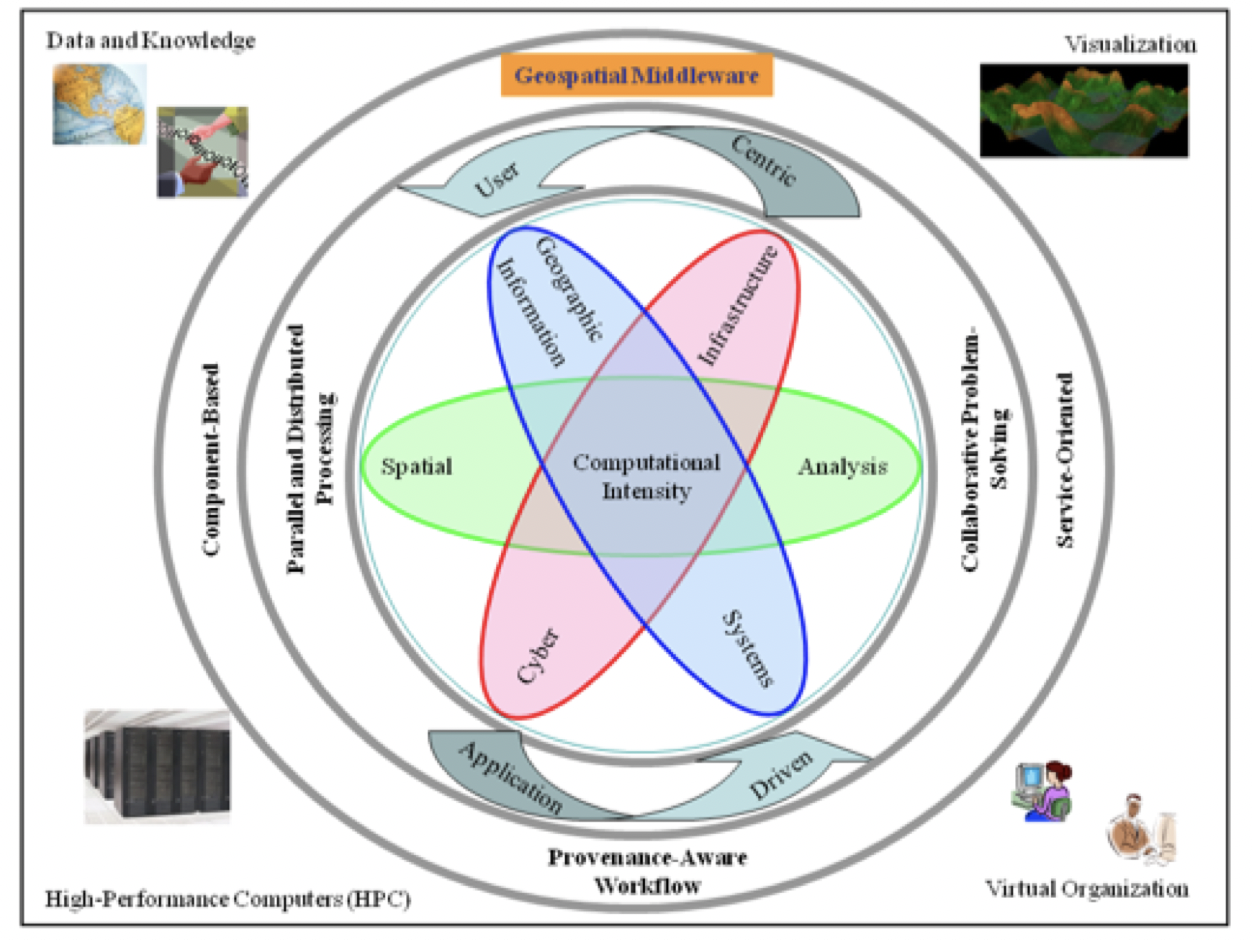 Data and Knowledge
Visualization
Geospatial Middleware
User
Centric
Geographic
Information
Infrastructure
Component-Based
Parallel and Distributed
Processing
Spatial
Computational
Intensity
Analysis
Collaborative Problem-
Solving
Service-Oriented
Cyber
Systems
Application
Driven
Provenance-Aware
Workflow
High-Performance Computers (HPC)
Virtual Organization